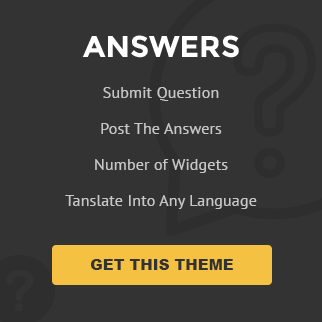 ANSWERS
Submit Question
Post The Answers
Number of Widgets
Tanslate Into Any Language
GET THIS THEME